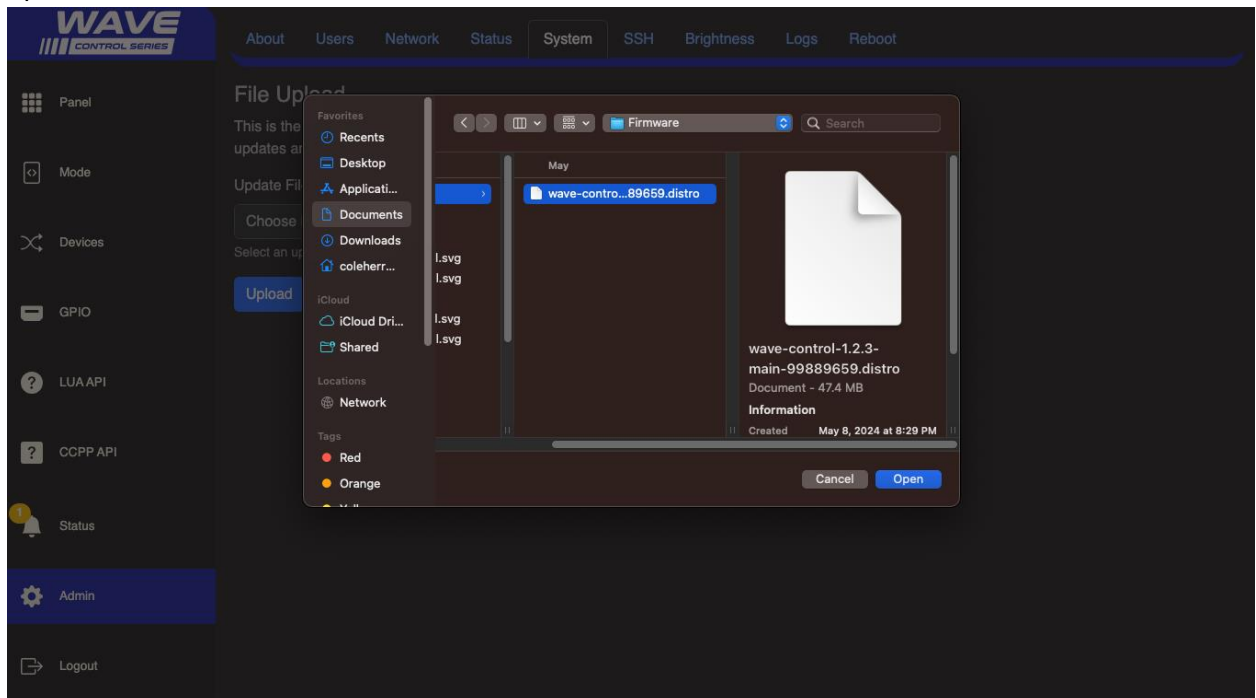 WAVE
CONTROL SERIES
About Users Network Status System SSH Brightness Logs Reboot
Panel
Mode
Devices
GPIO
LUA API
CCPP API
1
Status
Admin
Logout
File Upload
This is the
updates
Update Fil
Choose
Select an
Upload
Favorites
Recents
Desktop
Applicati...
Documents
Downloads
coleherr...
iCloud
iCloud Dri...
Shared
Locations
Network
Tags
Red
Orange
Firmware
Search
l.svg
l.svg
l.svg
l.svg
May
wave-contro...89659.distro
wave-control-1.2.3-
main-99889659.distro
Document - 47.4 MB
Information
Created May 8, 2024 at 8:29 PM
Cancel Open